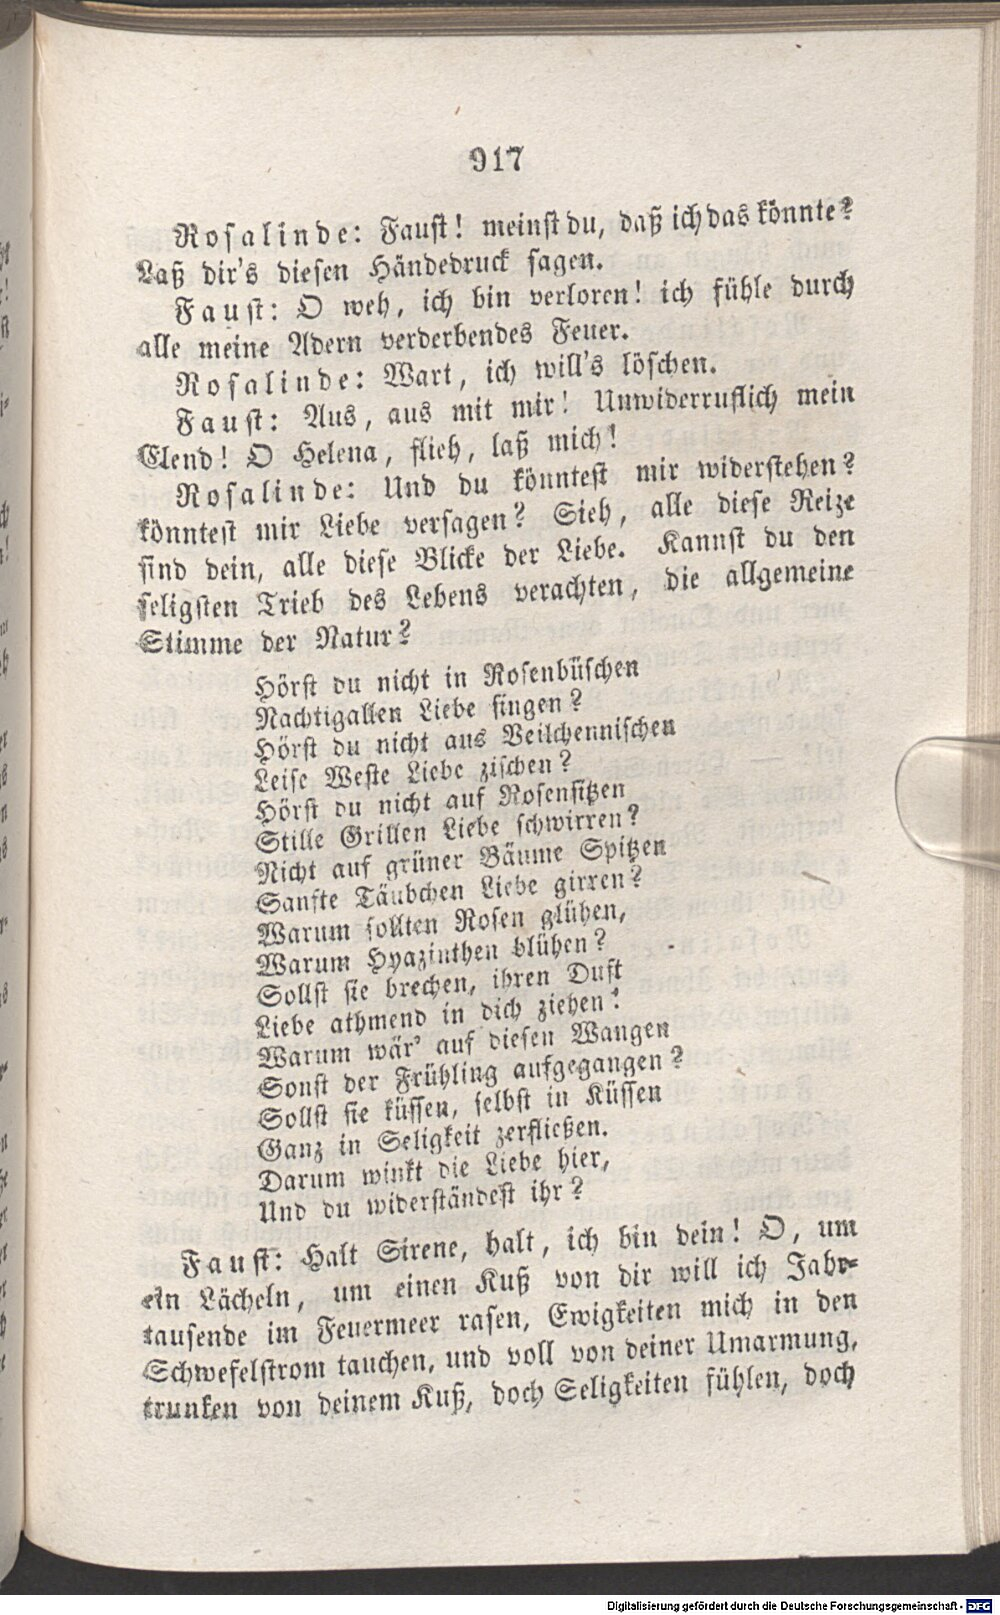 917
Rosalinde: Faust! meinst du, daß ich das könnte?
Laß dir's diesen Händedruck sagen.
Faust: O weh, ich bin verloren! ich fühle durch
alle meine Adern verderbendes Feuer.
Rosalinde: Wart, ich will's löschen.
Faust: Aus, aus mit mir! Unwiderruflich mein
Elend! O Helena, flieh, laß mich!
Rosalinde: Und du könntest mir widerstehen?
könntest mir Liebe versagen? Sieh, alle diese Reize
sind dein, alle diese Blicke der Liebe. Kannst du den
seligsten Trieb des Lebens verachten, die allgemeine
Stimme der Natur?
Hörst du nicht in Rosenbüschen
Nachtigallen Liebe singen?
Hörst du nicht aus Veilchennischen
Leise Weste Liebe zischen?
Hörst du nicht auf Rosensitzen
Stille Grillen Liebe schwirren?
Nicht auf grüner Bäume Spitzen
Sanfte Täubchen Liebe girren?
Warum sollten Rosen glühen,
Warum Hyazinthen blühen?
Sollst sie brechen, ihren Duft
Liebe athmend in dich ziehen!
Warum wär' auf diesen Wangen
Sonst der Frühling aufgegangen?
Sollst sie küssen, selbst in Küssen
Ganz in Seligkeit zerfließen.
Darum winkt die Liebe hier,
Und du widerständest ihr?
Faust: Halt Sirene, halt, ich bin dein! O, um
ein Lächeln, um einen Kuß von dir will ich Jahr-
tausende im Feuermeer rasen, Ewigkeiten mich in den
Schwefelstrom tauchen, und voll von deiner Umarmung,
trunken von deinem Kuß, doch Seligkeiten fühlen, doch
Digitalisierung gefördert durch die Deutsche Forschungsgemeinschaft - DFG